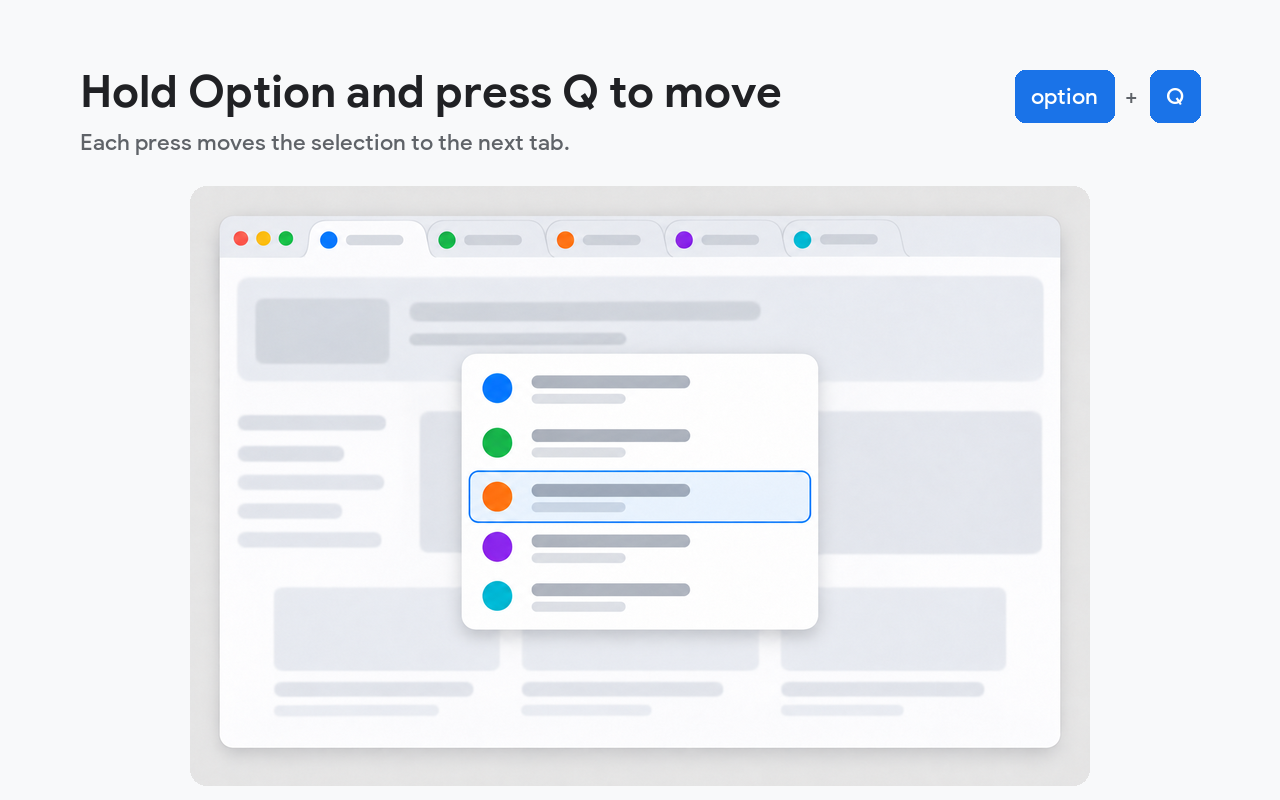 Hold Option and press Q to move
option + Q
Each press moves the selection to the next tab.